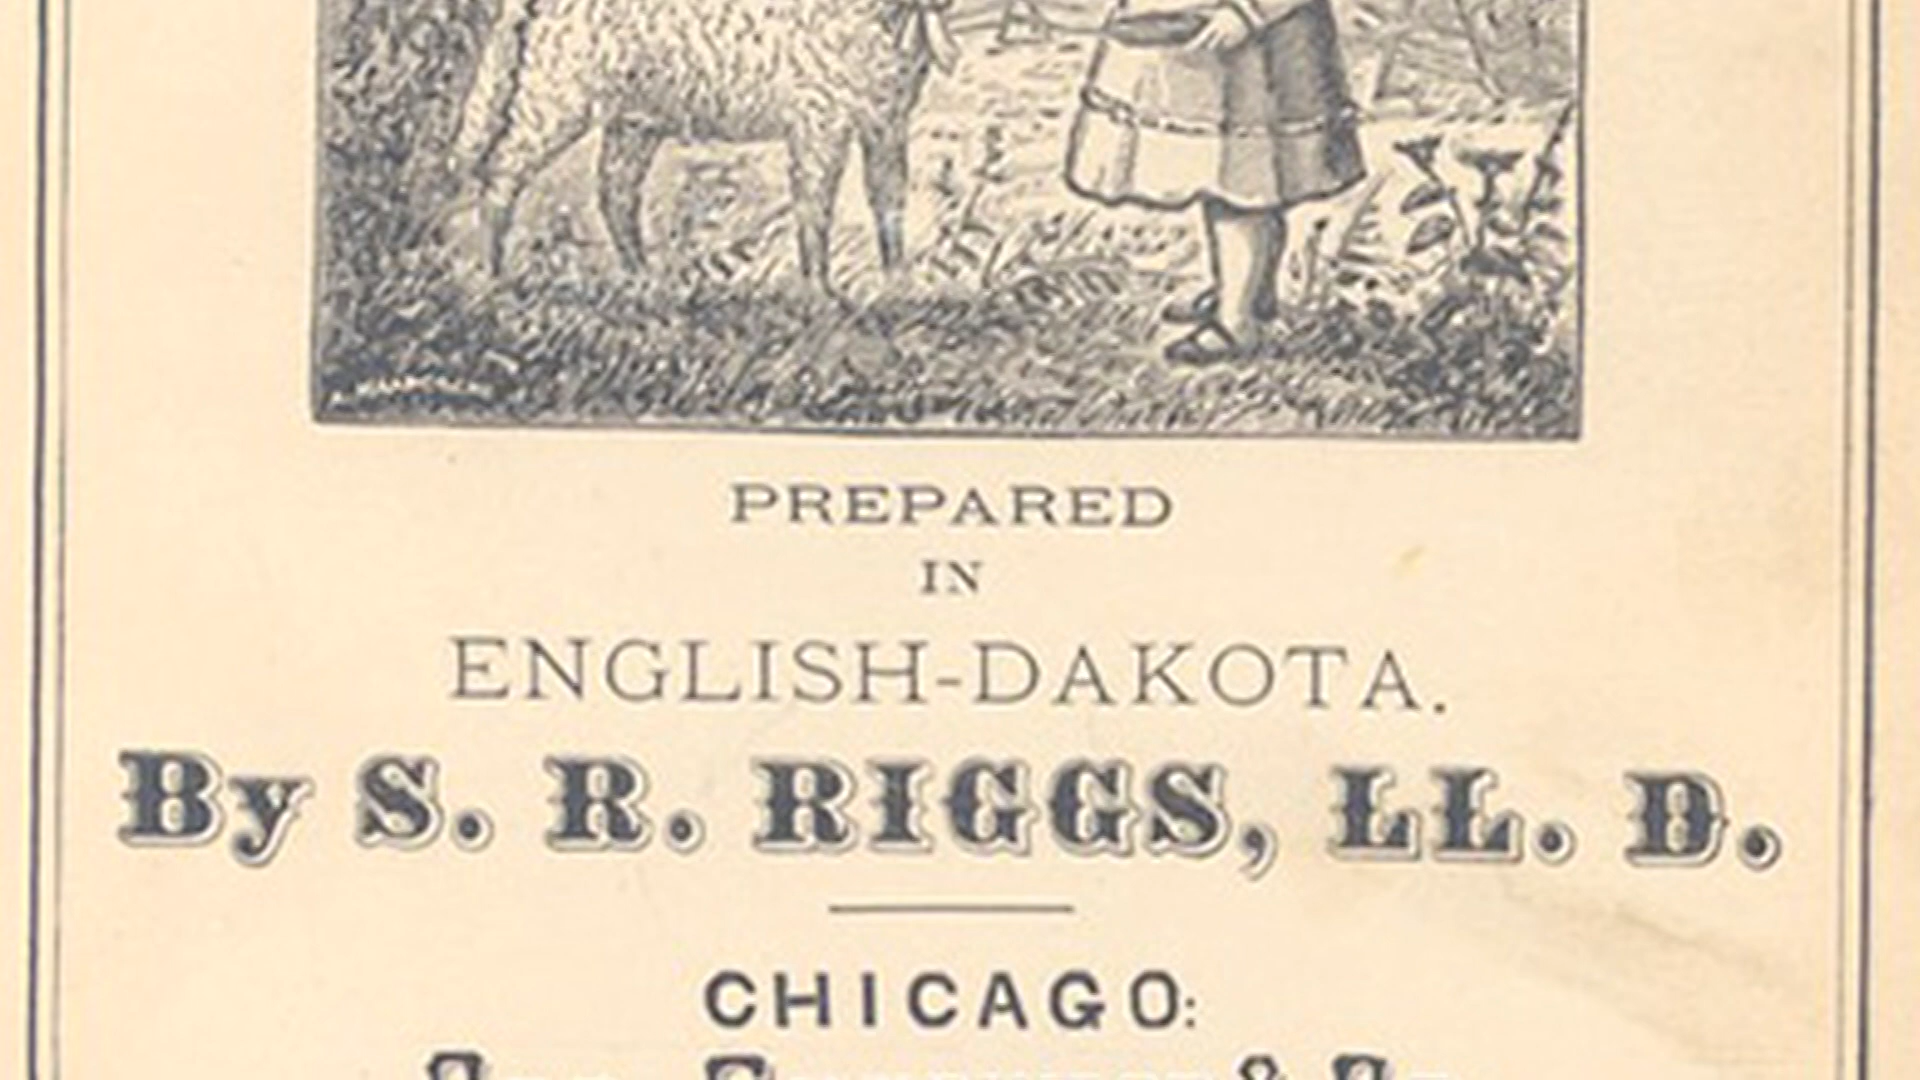 PREPARED
IN
ENGLISH-DAKOTA.
By S. R. RIGGS, LL. D.
CHICAGO: